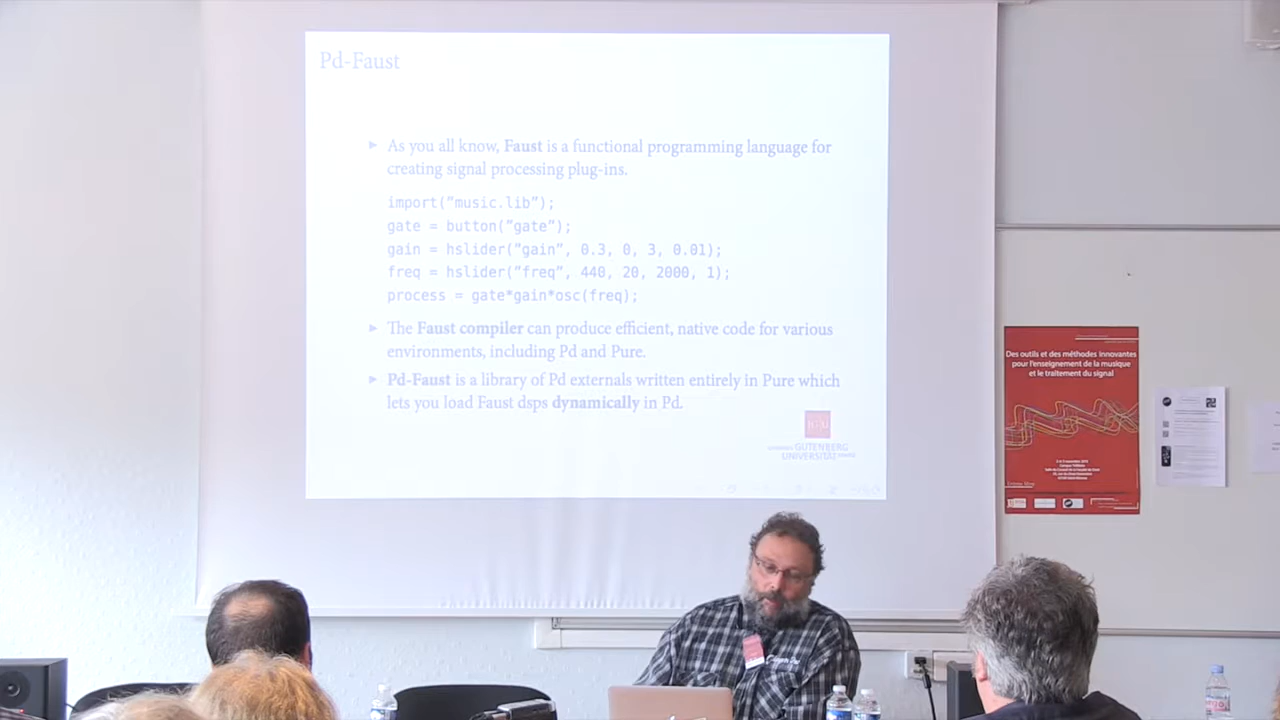 Pd-Faust
▶ As you all know, Faust is a functional programming language for
creating signal processing plug-ins.
import("music.lib");
gate = button("gate");
gain = hslider("gain", 0.3, 0, 3, 0.01);
freq = hslider("freq", 440, 20, 2000, 1);
process = gate*gain*osc(freq);
▶ The Faust compiler can produce efficient, native code for various
environments, including Pd and Pure.
▶ Pd-Faust is a library of Pd externals written entirely in Pure which
lets you load Faust dsps dynamically in Pd.
GUTENBERG
UNIVERSITÄT
Des outils et des méthodes innovantes
pour l'enseignement de la musique
et le traitement du signal